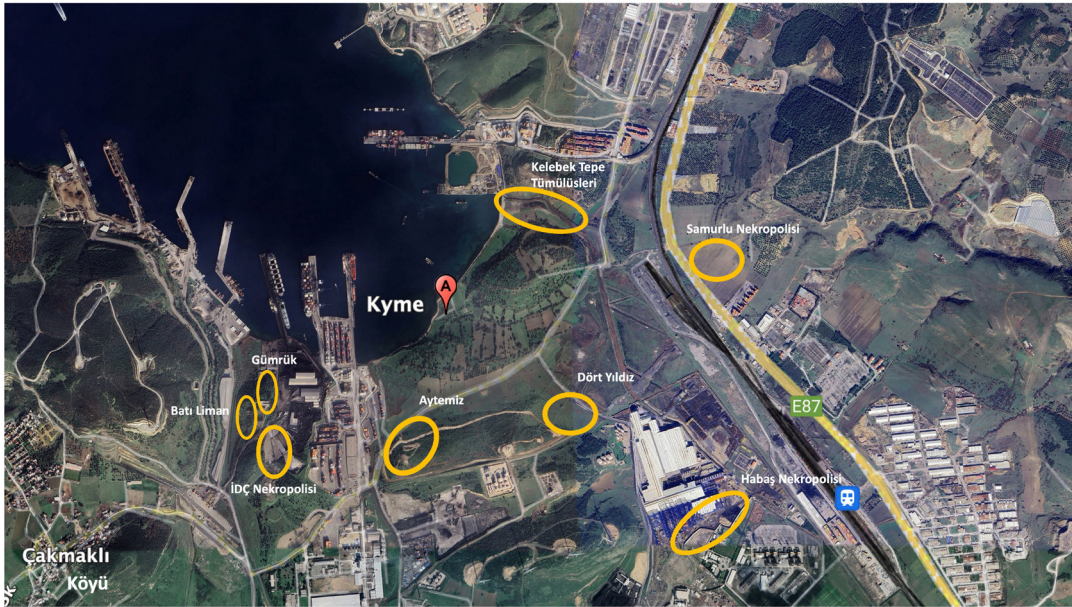 Kelebek Tepe
Tümülüsleri
Samurlu Nekropolisi
A
Kyme
Gümrük
Dört Yıldız
Batı Liman
Aytemiz
E87
İDÇ Nekropolisi
Habaş Nekropolisi
Çakmaklı
Köyü